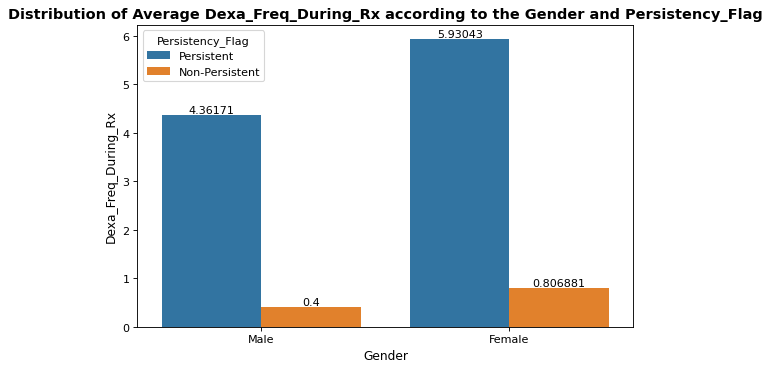 Distribution of Average Dexa_Freq_During_Rx according to the Gender and Persistency_Flag
Persistency_Flag
Persistent
Non-Persistent
Dexa_Freq_During_Rx
6
5
4
3
2
1
0
4.36171
0.4
5.93043
0.806881
Male
Female
Gender